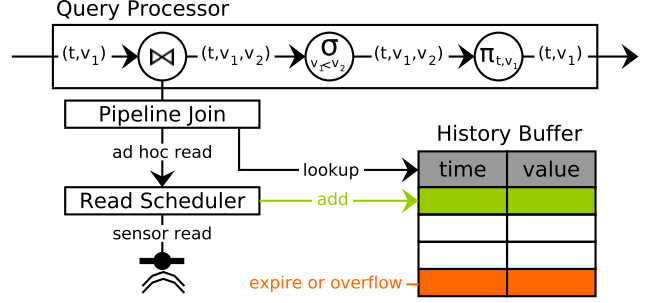 Query Processor
(t,v1) ⋈ (t,v1,v2) σ v1<v2 (t,v1,v2) π t,v1 (t,v1)
Pipeline Join
History Buffer
ad hoc read
lookup
time value
Read Scheduler
add
sensor read
expire or overflow